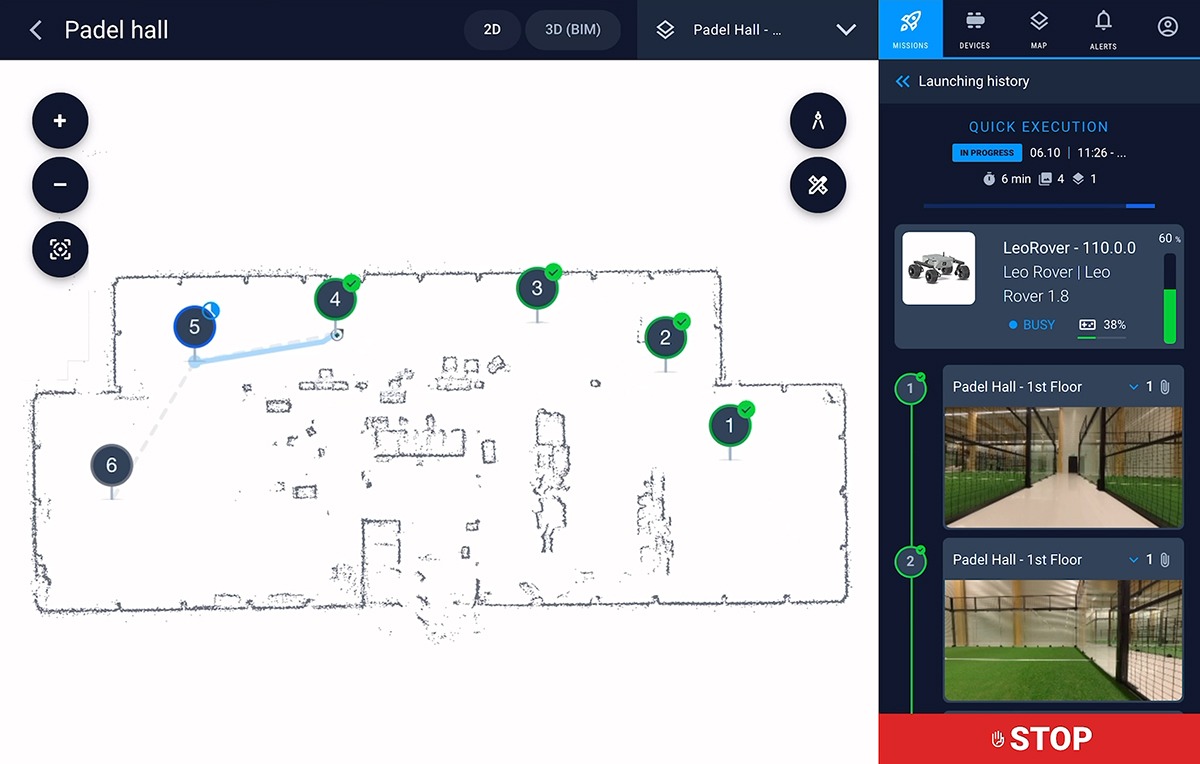 Padel hall
2D
3D (BIM)
Padel Hall - ...
MISSIONS
DEVICES
MAP
ALERTS
Launching history
QUICK EXECUTION
IN PROGRESS 06.10 | 11:26 - ...
6 min 4 1
LeoRover - 110.0.0
60 %
Leo Rover | Leo
Rover 1.8
BUSY 38%
4
3
5
2
1
6
1 Padel Hall - 1st Floor 1
2 Padel Hall - 1st Floor 1
STOP